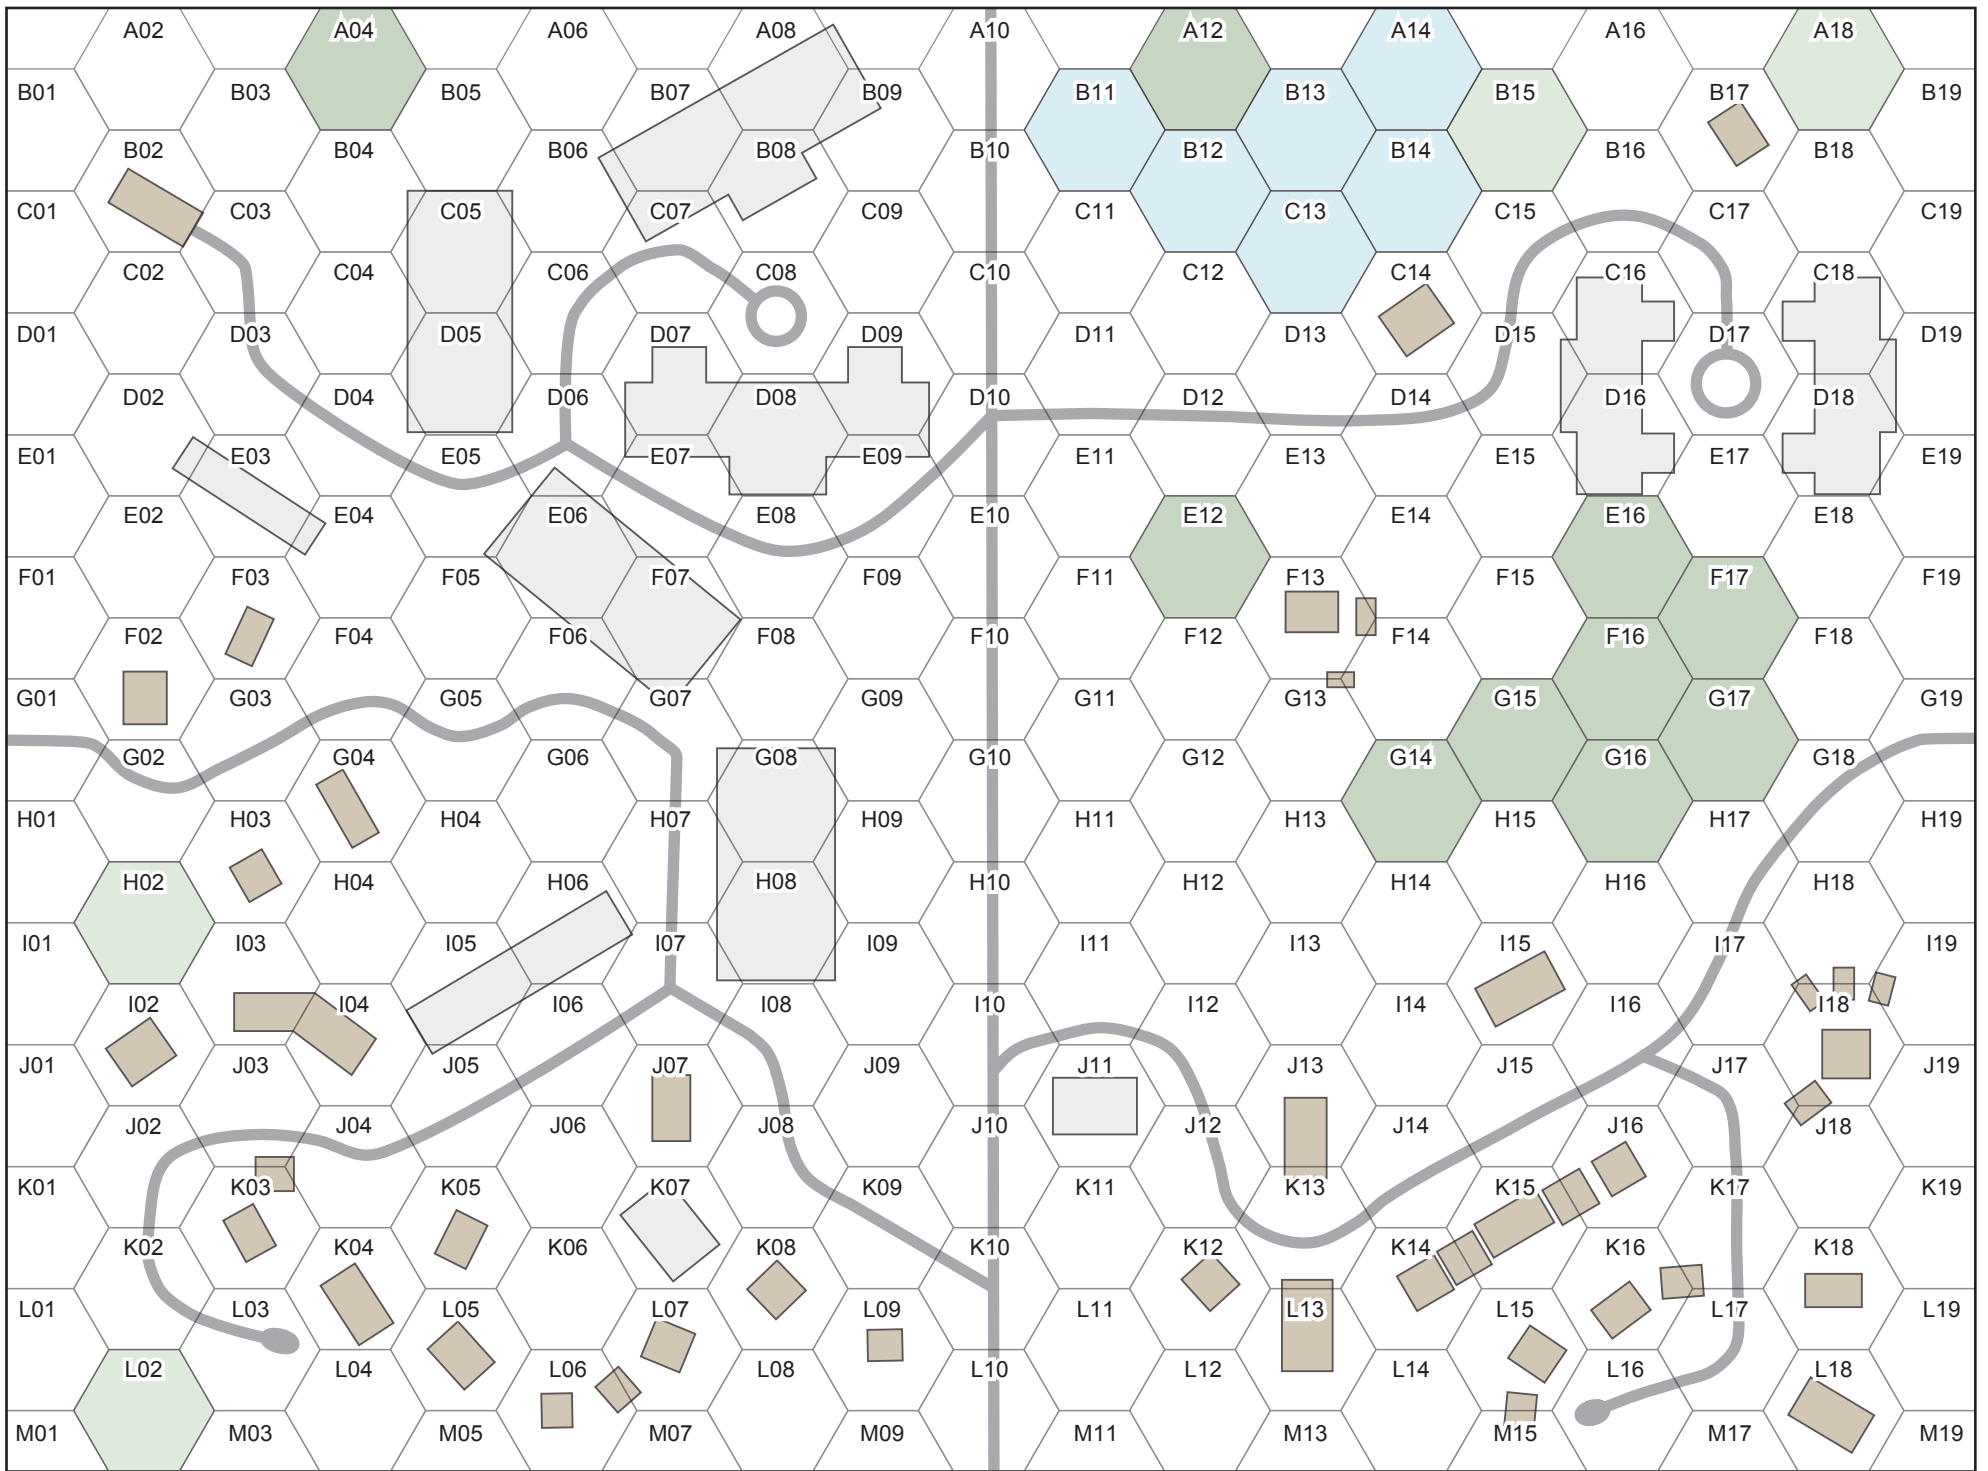 A02 A04 A06 A08 A10 A12 A14 A16 A18
B01 B03 B05 B07 B09 B11 B13 B15 B17 B19
B02 B04 B06 B08 B10 B12 B14 B16 B18
C01 C03 C05 C07 C09 C11 C13 C15 C17 C19
C02 C04 C06 C08 C10 C12 C14 C16 C18
D01 D03 D05 D07 D09 D11 D13 D15 D17 D19
D02 D04 D06 D08 D10 D12 D14 D16 D18
E01 E03 E05 E07 E09 E11 E13 E15 E17 E19
E02 E04 E06 E08 E10 E12 E14 E16 E18
F01 F03 F05 F07 F09 F11 F13 F15 F17 F19
F02 F04 F06 F08 F10 F12 F14 F16 F18
G01 G03 G05 G07 G09 G11 G13 G15 G17 G19
G02 G04 G06 G08 G10 G12 G14 G16 G18
H01 H03 H04 H07 H09 H11 H13 H15 H17 H19
H02 H04 H06 H08 H10 H12 H14 H16 H18
I01 I03 I05 I07 I09 I11 I13 I15 I17 I19
I02 I04 I06 I08 I10 I12 I14 I16 I18
J01 J03 J05 J07 J09 J11 J13 J15 J17 J19
J02 J04 J06 J08 J10 J12 J14 J16 J18
K01 K03 K05 K07 K09 K11 K13 K15 K17 K19
K02 K04 K06 K08 K10 K12 K14 K16 K18
L01 L03 L05 L07 L09 L11 L13 L15 L17 L19
L02 L04 L06 L08 L10 L12 L14 L16 L18
M01 M03 M05 M07 M09 M11 M13 M15 M17 M19